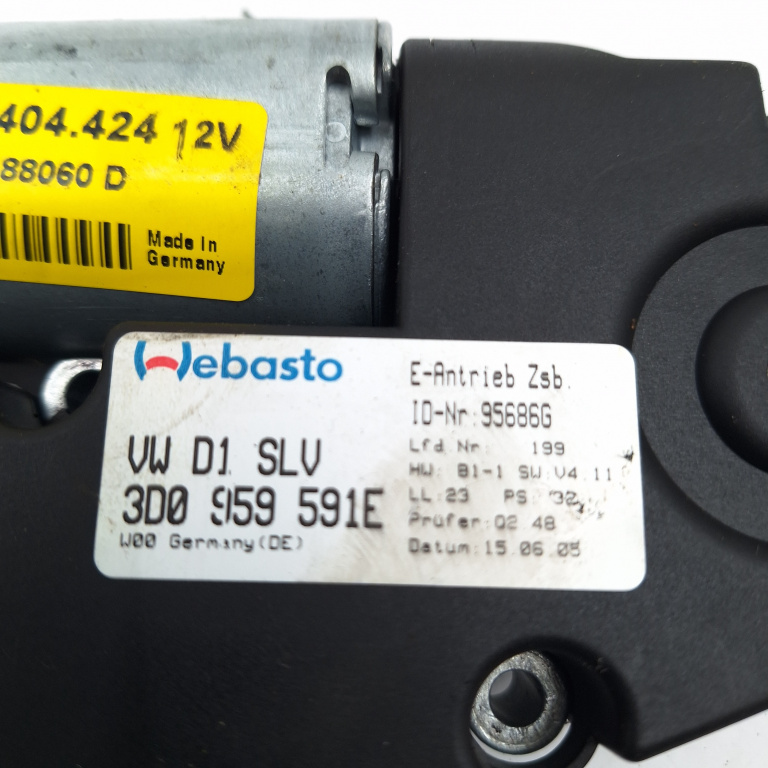 404.424 12V
88060 D
Made in
Germany
Webasto
VW D1 SLV
3D0 959 591E
W00 Germany(DE)
E-Antrieb Zsb.
ID-Nr:95686G
Lfd Nr: 199
HW: B1-1 SW:V4.11
LL:23 PS: 32
Prüfer:02 48
Datum:15.06.05